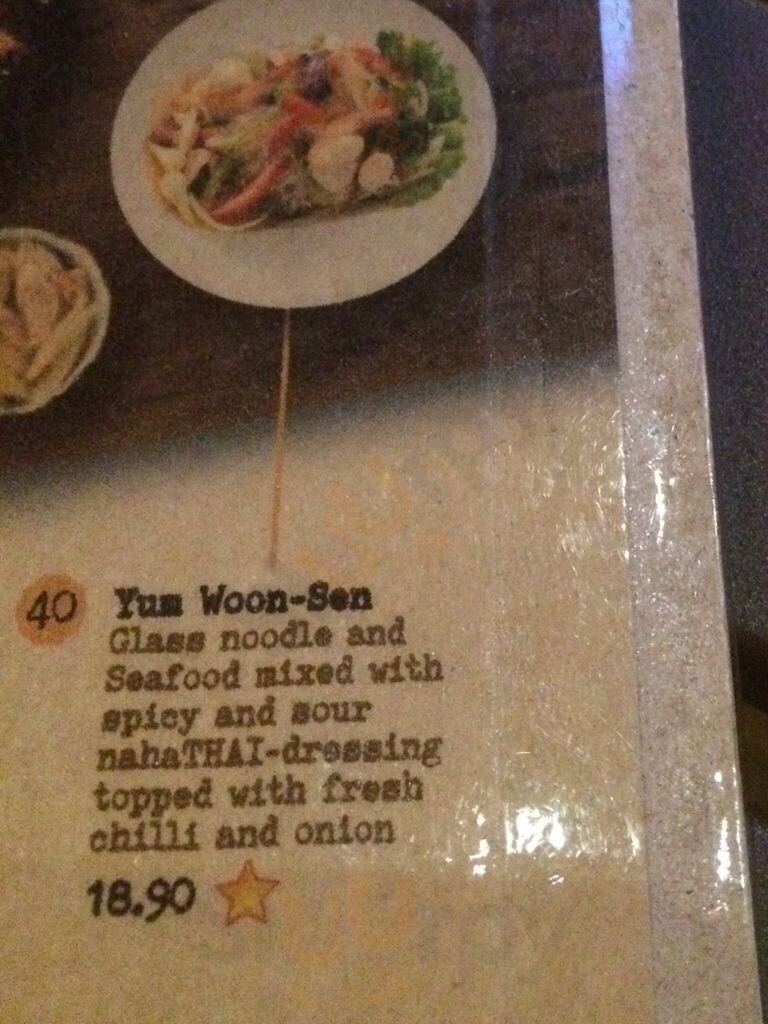 40 Yum Woon-Sen
Glass noodle and
Seafood mixed with
spicy and sour
nahaTHAI-dressing
topped with fresh
chilli and onion
18.90